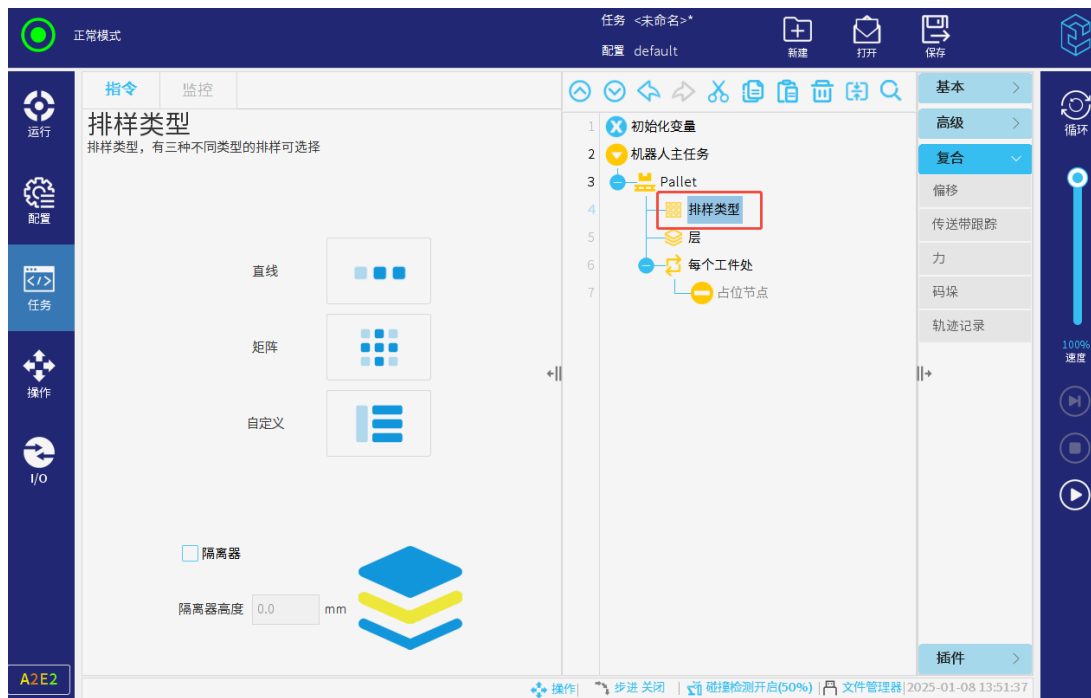 正常模式
任务 <未命名>*
配置 default
新建
打开
保存
运行
配置
任务
操作
I/O
A2E2
指令
监控
排样类型
排样类型，有三种不同类型的排样可选择
直线
矩阵
自定义
隔离器
隔离器高度 0.0 mm
1 初始化变量
2 机器人主任务
3 Pallet
4 排样类型
5 层
6 每个工件处
7 占位节点
基本
高级
复合
偏移
传送带跟踪
力
码垛
轨迹记录
插件
循环
100%
速度
操作| 步进 关闭 | 碰撞检测开启(50%) | 文件管理器| 2025-01-08 13:51:37